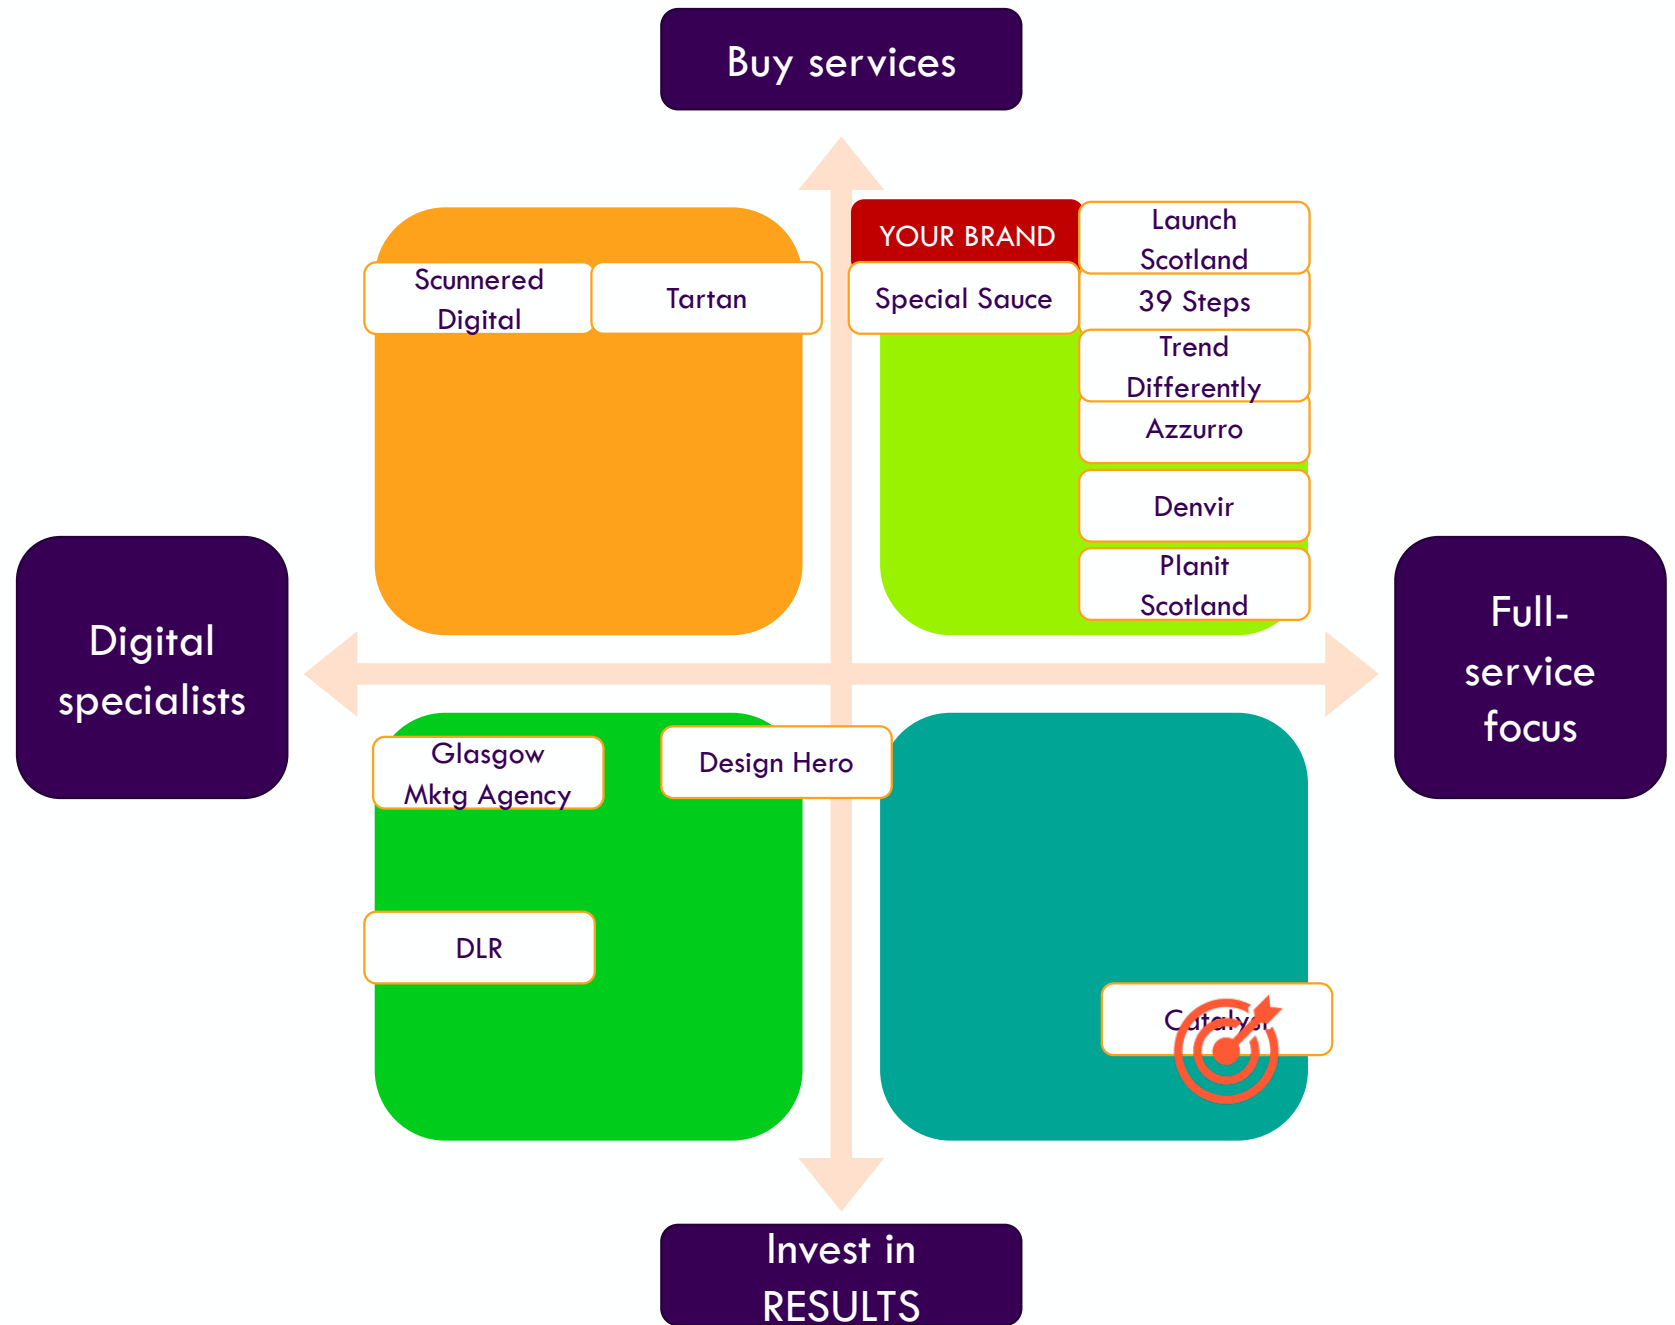 Buy services
YOUR BRAND
Launch
Scotland
Scunnered
Digital
Tartan
Special Sauce
39 Steps
Trend
Differently
Azzurro
Denvir
Planit
Scotland
Digital
specialists
Full-
service
focus
Glasgow
Mktg Agency
Design Hero
DLR
Catalyst
Invest in
RESULTS